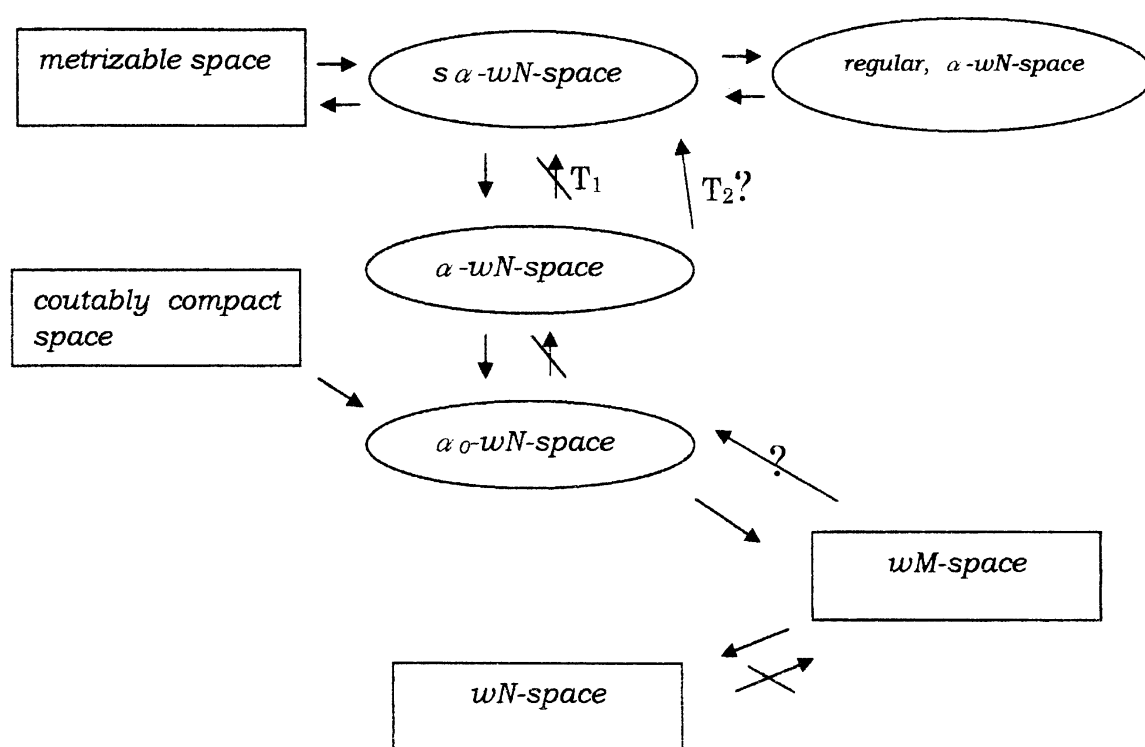 metrizable space
s α-wN-space
regular, α-wN-space
T₁
T₂?
α-wN-space
coutably compact
space
α₀-wN-space
?
wM-space
wN-space